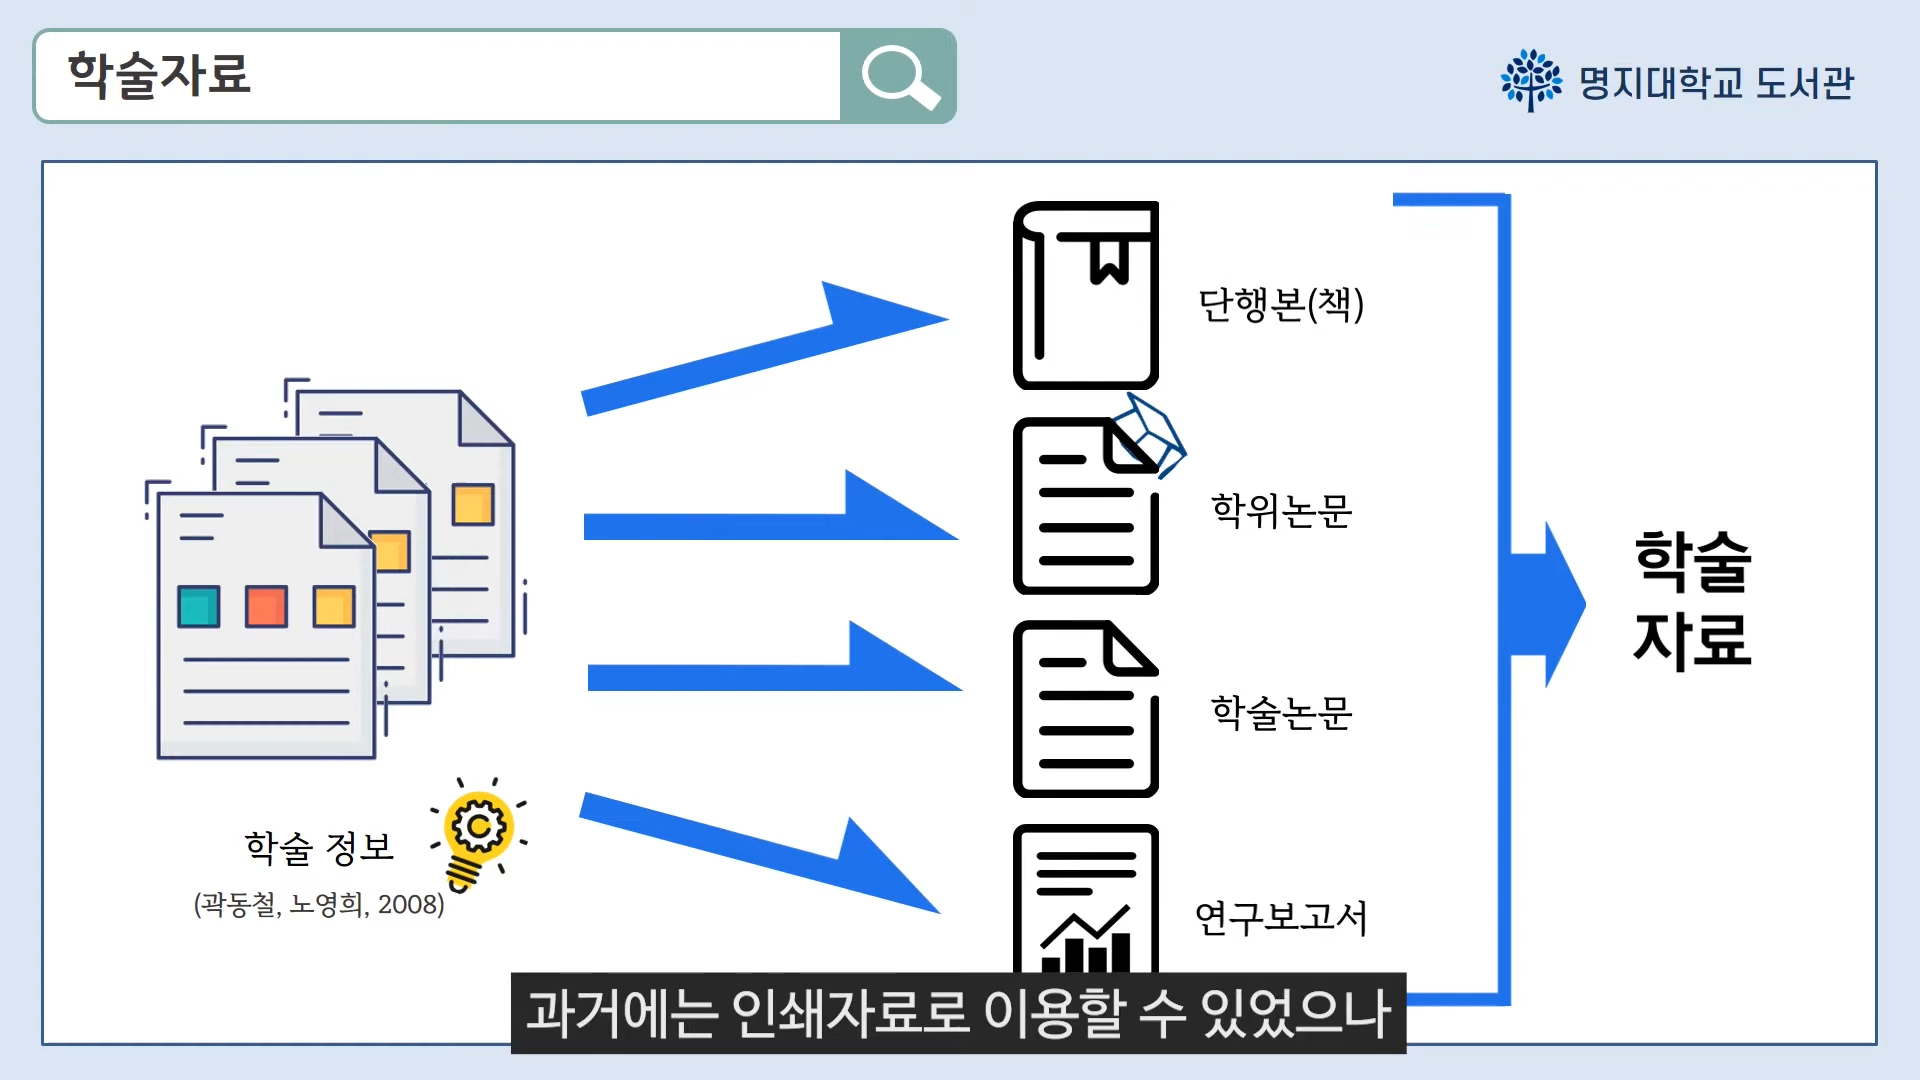 학술자료
명지대학교 도서관
단행본(책)
학위논문
학술논문
연구보고서
학술 정보
(곽동철, 노영희, 2008)
학술
자료
과거에는 인쇄자료로 이용할 수 있었으나